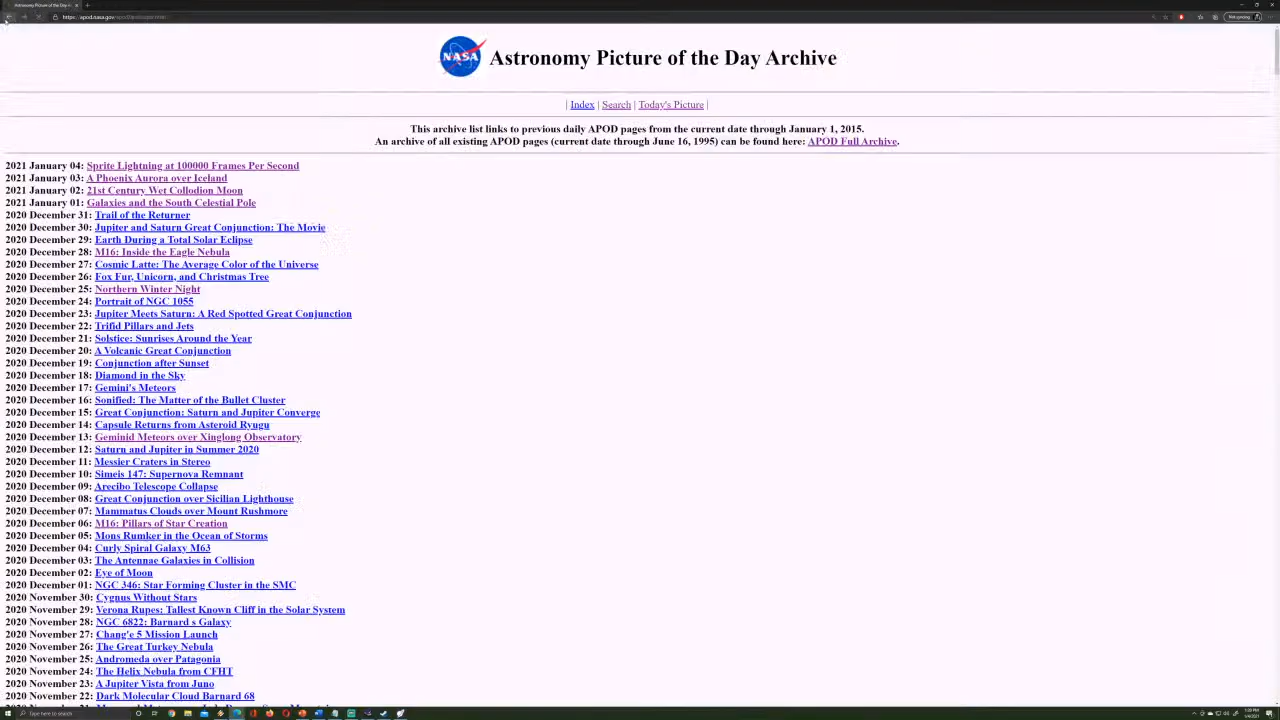 Astronomy Picture of the Day Ar
https://apod.nasa.gov
Not syncing
NASA
Astronomy Picture of the Day Archive
| Index | Search | Today's Picture |
This archive list links to previous daily APOD pages from the current date through January 1, 2015.
An archive of all existing APOD pages (current date through June 16, 1995) can be found here: APOD Full Archive.
2021 January 04: Sprite Lightning at 100000 Frames Per Second
2021 January 03: A Phoenix Aurora over Iceland
2021 January 02: 21st Century Wet Collodion Moon
2021 January 01: Galaxies and the South Celestial Pole
2020 December 31: Trail of the Returner
2020 December 30: Jupiter and Saturn Great Conjunction: The Movie
2020 December 29: Earth During a Total Solar Eclipse
2020 December 28: M16: Inside the Eagle Nebula
2020 December 27: Cosmic Latte: The Average Color of the Universe
2020 December 26: Fox Fur, Unicorn, and Christmas Tree
2020 December 25: Northern Winter Night
2020 December 24: Portrait of NGC 1055
2020 December 23: Jupiter Meets Saturn: A Red Spotted Great Conjunction
2020 December 22: Trifid Pillars and Jets
2020 December 21: Solstice: Sunrises Around the Year
2020 December 20: A Volcanic Great Conjunction
2020 December 19: Conjunction after Sunset
2020 December 18: Diamond in the Sky
2020 December 17: Gemini's Meteors
2020 December 16: Sonified: The Matter of the Bullet Cluster
2020 December 15: Great Conjunction: Saturn and Jupiter Converge
2020 December 14: Capsule Returns from Asteroid Ryugu
2020 December 13: Geminid Meteors over Xinglong Observatory
2020 December 12: Saturn and Jupiter in Summer 2020
2020 December 11: Messier Craters in Stereo
2020 December 10: Simeis 147: Supernova Remnant
2020 December 09: Arecibo Telescope Collapse
2020 December 08: Great Conjunction over Sicilian Lighthouse
2020 December 07: Mammatus Clouds over Mount Rushmore
2020 December 06: M16: Pillars of Star Creation
2020 December 05: Mons Rumker in the Ocean of Storms
2020 December 04: Curly Spiral Galaxy M63
2020 December 03: The Antennae Galaxies in Collision
2020 December 02: Eye of Moon
2020 December 01: NGC 346: Star Forming Cluster in the SMC
2020 November 30: Cygnus Without Stars
2020 November 29: Verona Rupes: Tallest Known Cliff in the Solar System
2020 November 28: NGC 6822: Barnard s Galaxy
2020 November 27: Chang'e 5 Mission Launch
2020 November 26: The Great Turkey Nebula
2020 November 25: Andromeda over Patagonia
2020 November 24: The Helix Nebula from CFHT
2020 November 23: A Jupiter Vista from Juno
2020 November 22: Dark Molecular Cloud Barnard 68
Type here to search
1/4/2021